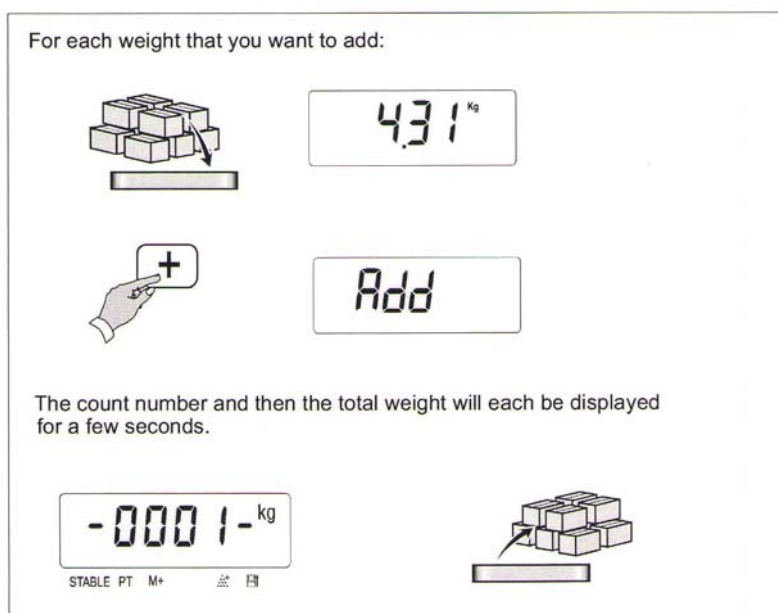 For each weight that you want to add:
4.31 Kg
+
Add
The count number and then the total weight will each be displayed
for a few seconds.
-0001- kg
STABLE PT M+